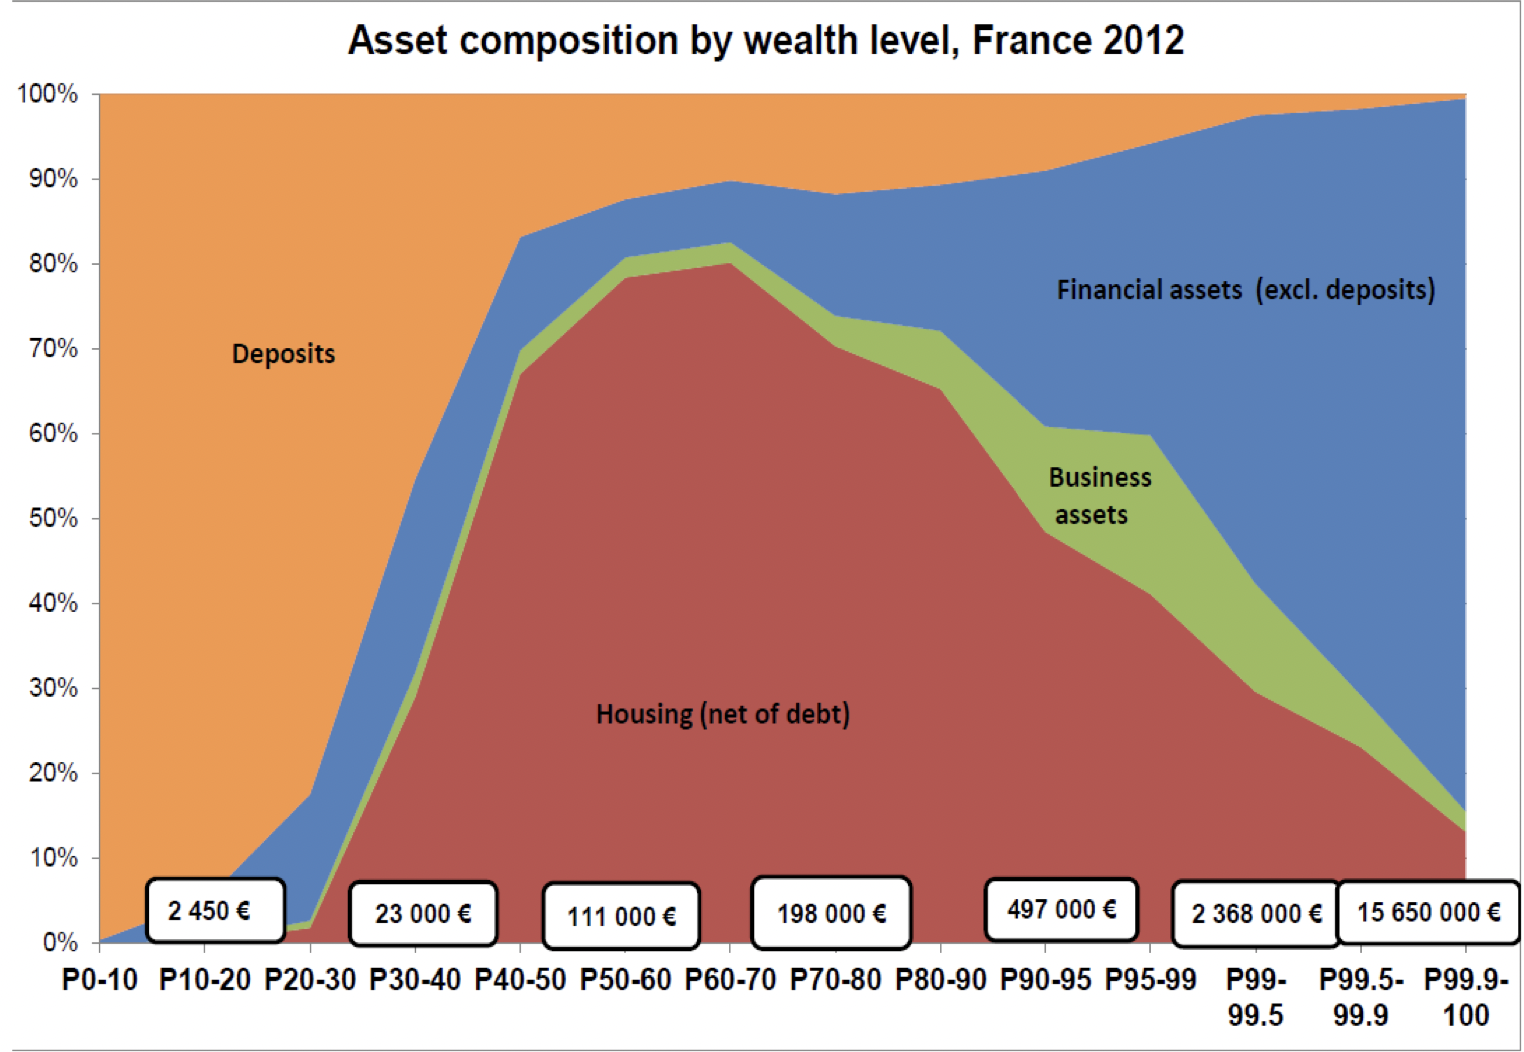 Asset composition by wealth level, France 2012
100%
90%
80%
70%
60%
50%
40%
30%
20%
10%
0%
Deposits
Financial assets (excl. deposits)
Business
assets
Housing (net of debt)
2 450 €
23 000 €
111 000 €
198 000 €
497 000 €
2 368 000 €
15 650 000 €
P0-10
P10-20
P20-30
P30-40
P40-50
P50-60
P60-70
P70-80
P80-90
P90-95
P95-99
P99-
99.5
P99.5-
99.9
P99.9-
100